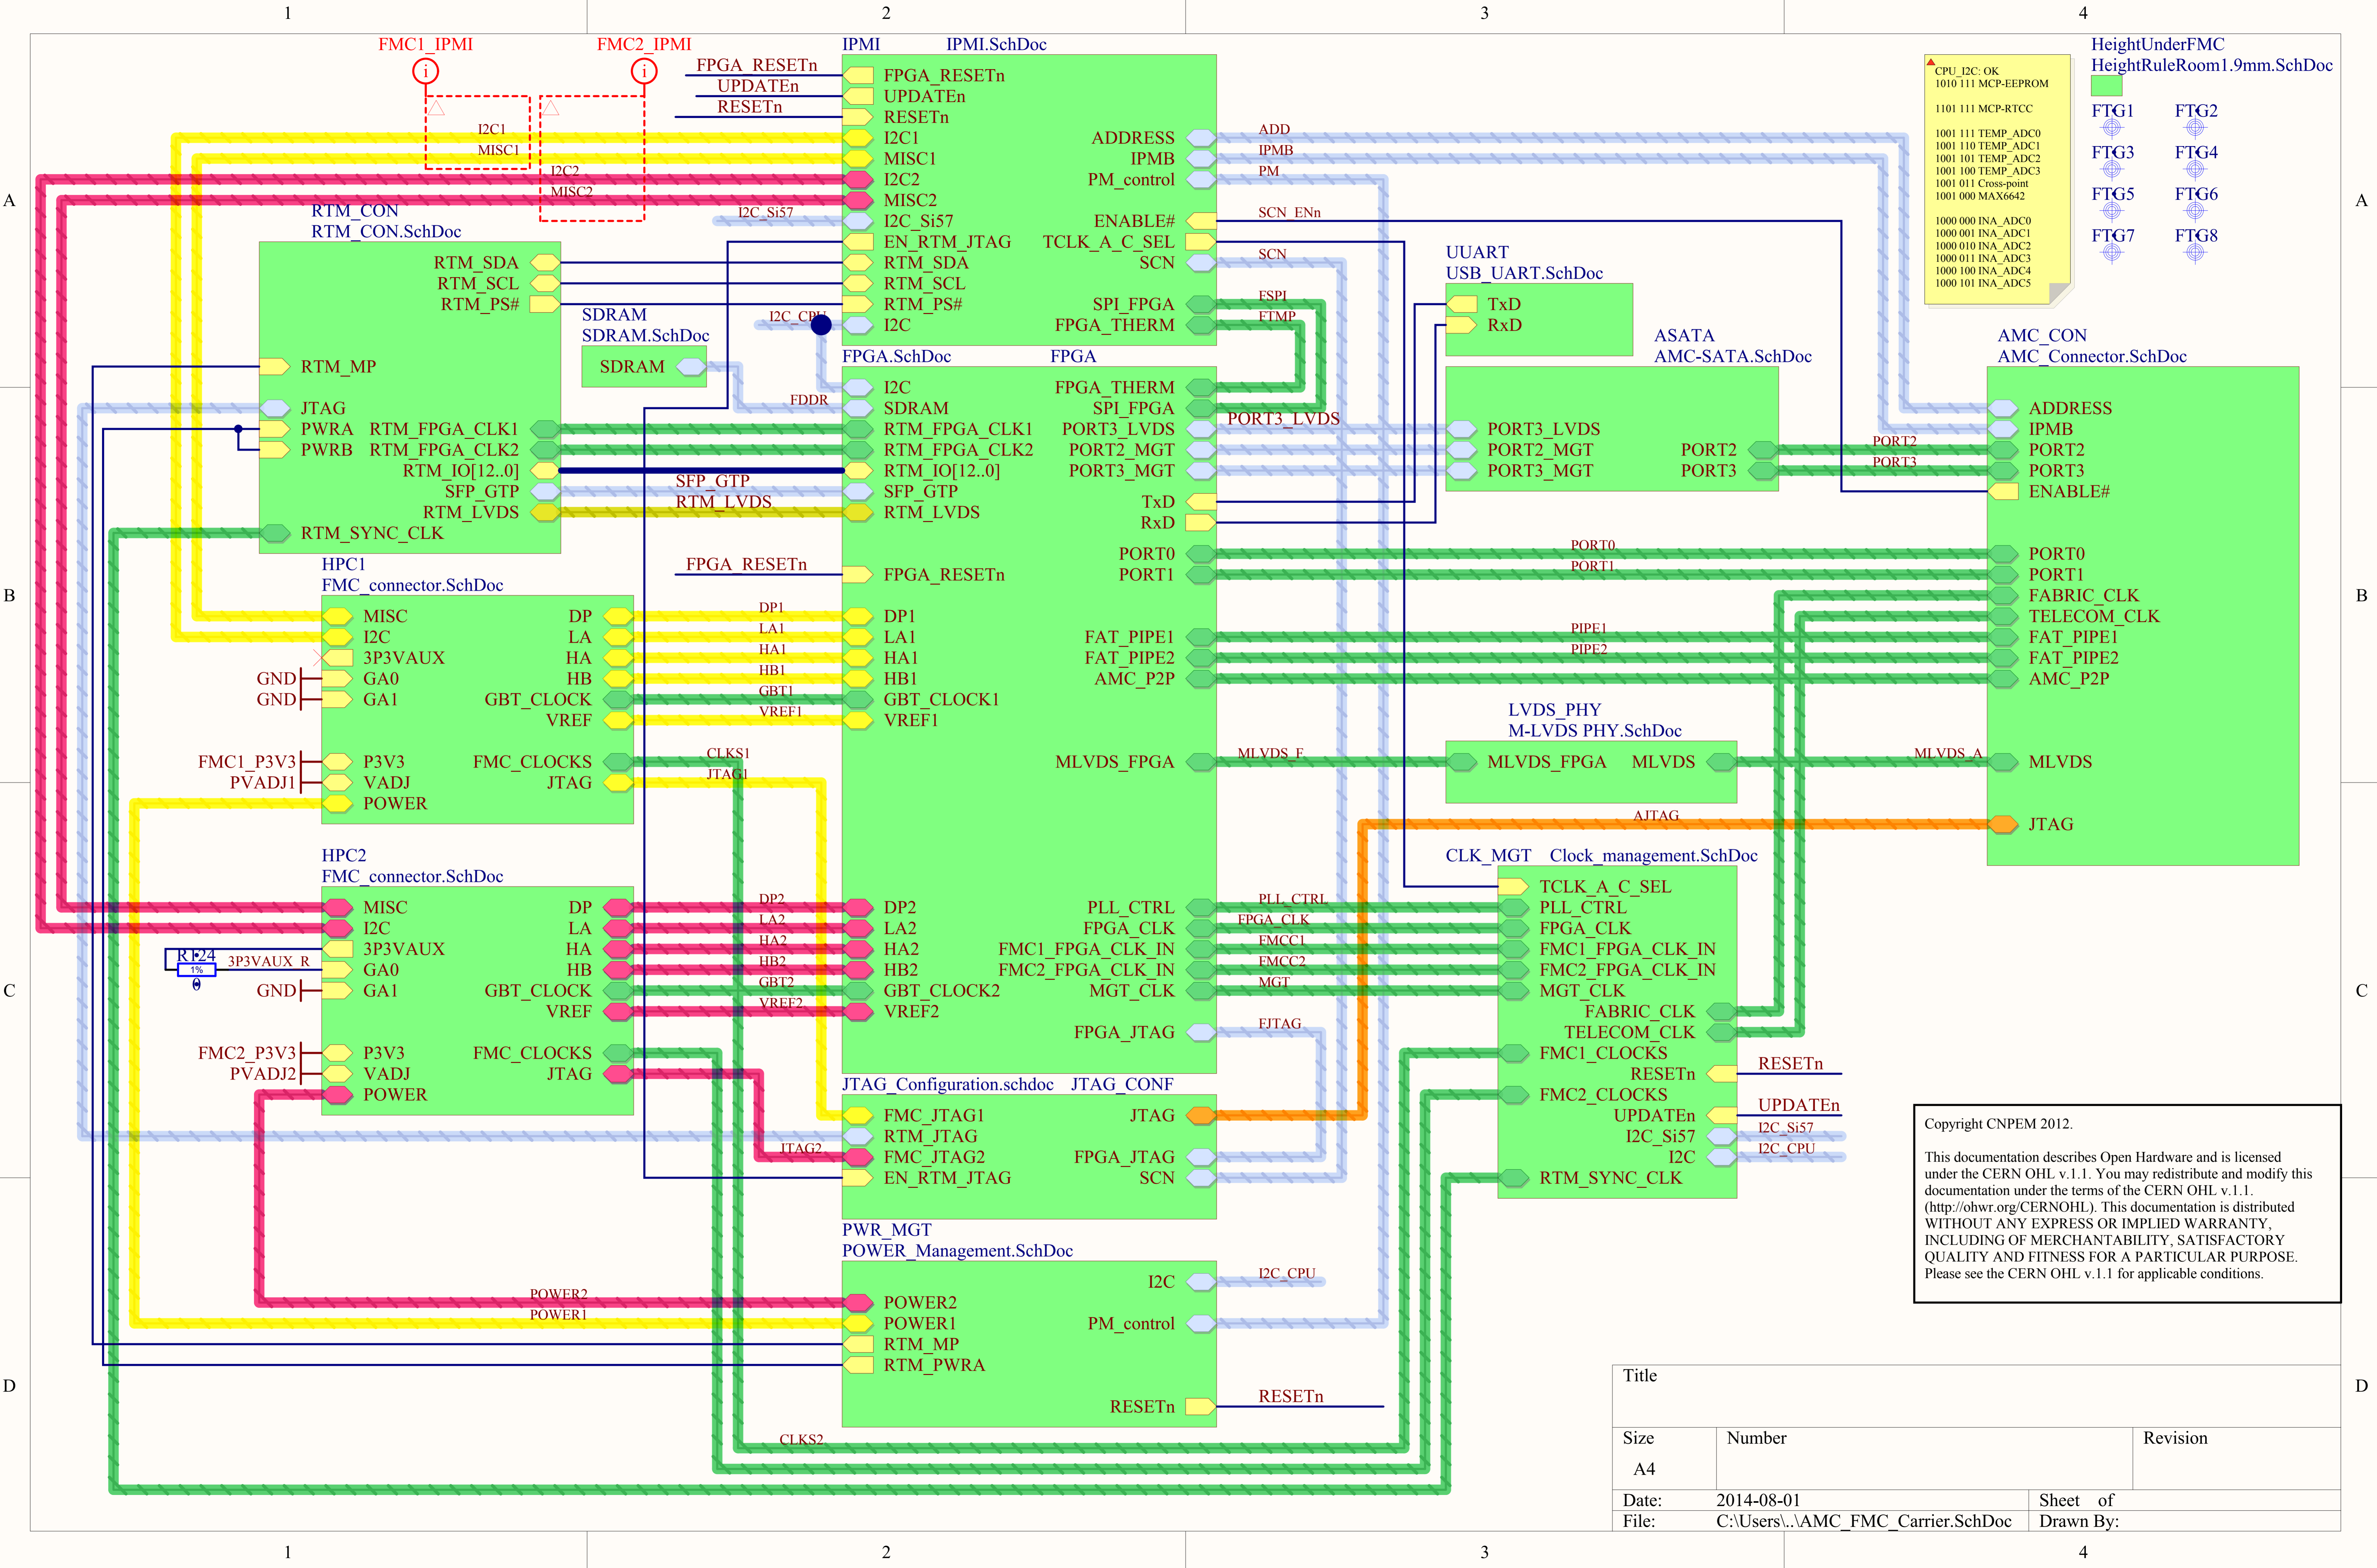 1
2
3
4
FMC1_IPMI
FMC2_IPMI
i
i
IPMI
IPMI.SchDoc
FPGA_RESETn
UPDATEn
RESETn
I2C1
MISC1
I2C2
MISC2
I2C_Si57
I2C_CPU
FPGA_RESETn
UPDATEn
RESETn
I2C1
MISC1
I2C2
MISC2
I2C_Si57
EN_RTM_JTAG
RTM_SDA
RTM_SCL
RTM_PS#
I2C
ADDRESS
IPMB
PM_control
ENABLE#
TCLK_A_C_SEL
SCN
SPI_FPGA
FPGA_THERM
ADD
IPMB
PM
SCN_ENn
SCN
FSPI
FTMP
CPU_I2C: OK
1010 111 MCP-EEPROM
1101 111 MCP-RTCC
1001 111 TEMP_ADC0
1001 110 TEMP_ADC1
1001 101 TEMP_ADC2
1001 100 TEMP_ADC3
1001 011 Cross-point
1001 000 MAX6642
1000 000 INA_ADC0
1000 001 INA_ADC1
1000 010 INA_ADC2
1000 011 INA_ADC3
1000 100 INA_ADC4
1000 101 INA_ADC5
HeightUnderFMC
HeightRuleRoom1.9mm.SchDoc
FTG1
FTG2
FTG3
FTG4
FTG5
FTG6
FTG7
FTG8
A
A
RTM_CON
RTM_CON.SchDoc
RTM_SDA
RTM_SCL
RTM_PS#
RTM_MP
JTAG
PWRA
PWRB
RTM_FPGA_CLK1
RTM_FPGA_CLK2
RTM_IO[12..0]
SFP_GTP
RTM_LVDS
RTM_SYNC_CLK
SDRAM
SDRAM.SchDoc
SDRAM
FDDR
SFP_GTP
RTM_LVDS
FPGA_RESETn
FPGA.SchDoc
FPGA
I2C
SDRAM
RTM_FPGA_CLK1
RTM_FPGA_CLK2
RTM_IO[12..0]
SFP_GTP
RTM_LVDS
FPGA_RESETn
DP1
LA1
HA1
HB1
GBT_CLOCK1
VREF1
DP2
LA2
HA2
HB2
GBT_CLOCK2
VREF2
FPGA_THERM
SPI_FPGA
PORT3_LVDS
PORT2_MGT
PORT3_MGT
TxD
RxD
PORT0
PORT1
FAT_PIPE1
FAT_PIPE2
AMC_P2P
MLVDS_FPGA
PLL_CTRL
FPGA_CLK
FMC1_FPGA_CLK_IN
FMC2_FPGA_CLK_IN
MGT_CLK
FPGA_JTAG
PORT3_LVDS
UUART
USB_UART.SchDoc
TxD
RxD
ASATA
AMC-SATA.SchDoc
PORT3_LVDS
PORT2_MGT
PORT3_MGT
PORT2
PORT3
PORT2
PORT3
AMC_CON
AMC_Connector.SchDoc
ADDRESS
IPMB
PORT2
PORT3
ENABLE#
PORT0
PORT1
FABRIC_CLK
TELECOM_CLK
FAT_PIPE1
FAT_PIPE2
AMC_P2P
MLVDS
JTAG
PORT0
PORT1
PIPE1
PIPE2
B
B
HPC1
FMC_connector.SchDoc
MISC
I2C
3P3VAUX
GA0
GA1
P3V3
VADJ
POWER
DP
LA
HA
HB
GBT_CLOCK
VREF
FMC_CLOCKS
JTAG
GND
GND
FMC1_P3V3
PVADJ1
DP1
LA1
HA1
HB1
GBT1
VREF1
CLKS1
JTAG1
LVDS_PHY
M-LVDS PHY.SchDoc
MLVDS_FPGA
MLVDS
MLVDS_F
MLVDS_A
AJTAG
HPC2
FMC_connector.SchDoc
MISC
I2C
3P3VAUX
GA0
GA1
P3V3
VADJ
POWER
DP
LA
HA
HB
GBT_CLOCK
VREF
FMC_CLOCKS
JTAG
R124
1%
0
3P3VAUX_R
GND
FMC2_P3V3
PVADJ2
DP2
LA2
HA2
HB2
GBT2
VREF2
JTAG2
C
C
PLL_CTRL
FPGA_CLK
FMCC1
FMCC2
MGT
FJTAG
CLK_MGT
Clock_management.SchDoc
TCLK_A_C_SEL
PLL_CTRL
FPGA_CLK
FMC1_FPGA_CLK_IN
FMC2_FPGA_CLK_IN
MGT_CLK
FABRIC_CLK
TELECOM_CLK
FMC1_CLOCKS
RESETn
FMC2_CLOCKS
UPDATEn
I2C_Si57
I2C
RTM_SYNC_CLK
RESETn
UPDATEn
I2C_Si57
I2C_CPU
JTAG_Configuration.schdoc
JTAG_CONF
FMC_JTAG1
RTM_JTAG
FMC_JTAG2
EN_RTM_JTAG
JTAG
FPGA_JTAG
SCN
PWR_MGT
POWER_Management.SchDoc
POWER2
POWER1
RTM_MP
RTM_PWRA
I2C
PM_control
RESETn
I2C_CPU
RESETn
POWER2
POWER1
CLKS2
Copyright CNPEM 2012.
This documentation describes Open Hardware and is licensed
under the CERN OHL v.1.1. You may redistribute and modify this
documentation under the terms of the CERN OHL v.1.1.
(http://ohwr.org/CERNOHL). This documentation is distributed
WITHOUT ANY EXPRESS OR IMPLIED WARRANTY,
INCLUDING OF MERCHANTABILITY, SATISFACTORY
QUALITY AND FITNESS FOR A PARTICULAR PURPOSE.
Please see the CERN OHL v.1.1 for applicable conditions.
D
D
Title
Size
A4
Number
Revision
Date:
2014-08-01
Sheet of
File:
C:\Users\..\AMC_FMC_Carrier.SchDoc
Drawn By:
1
2
3
4